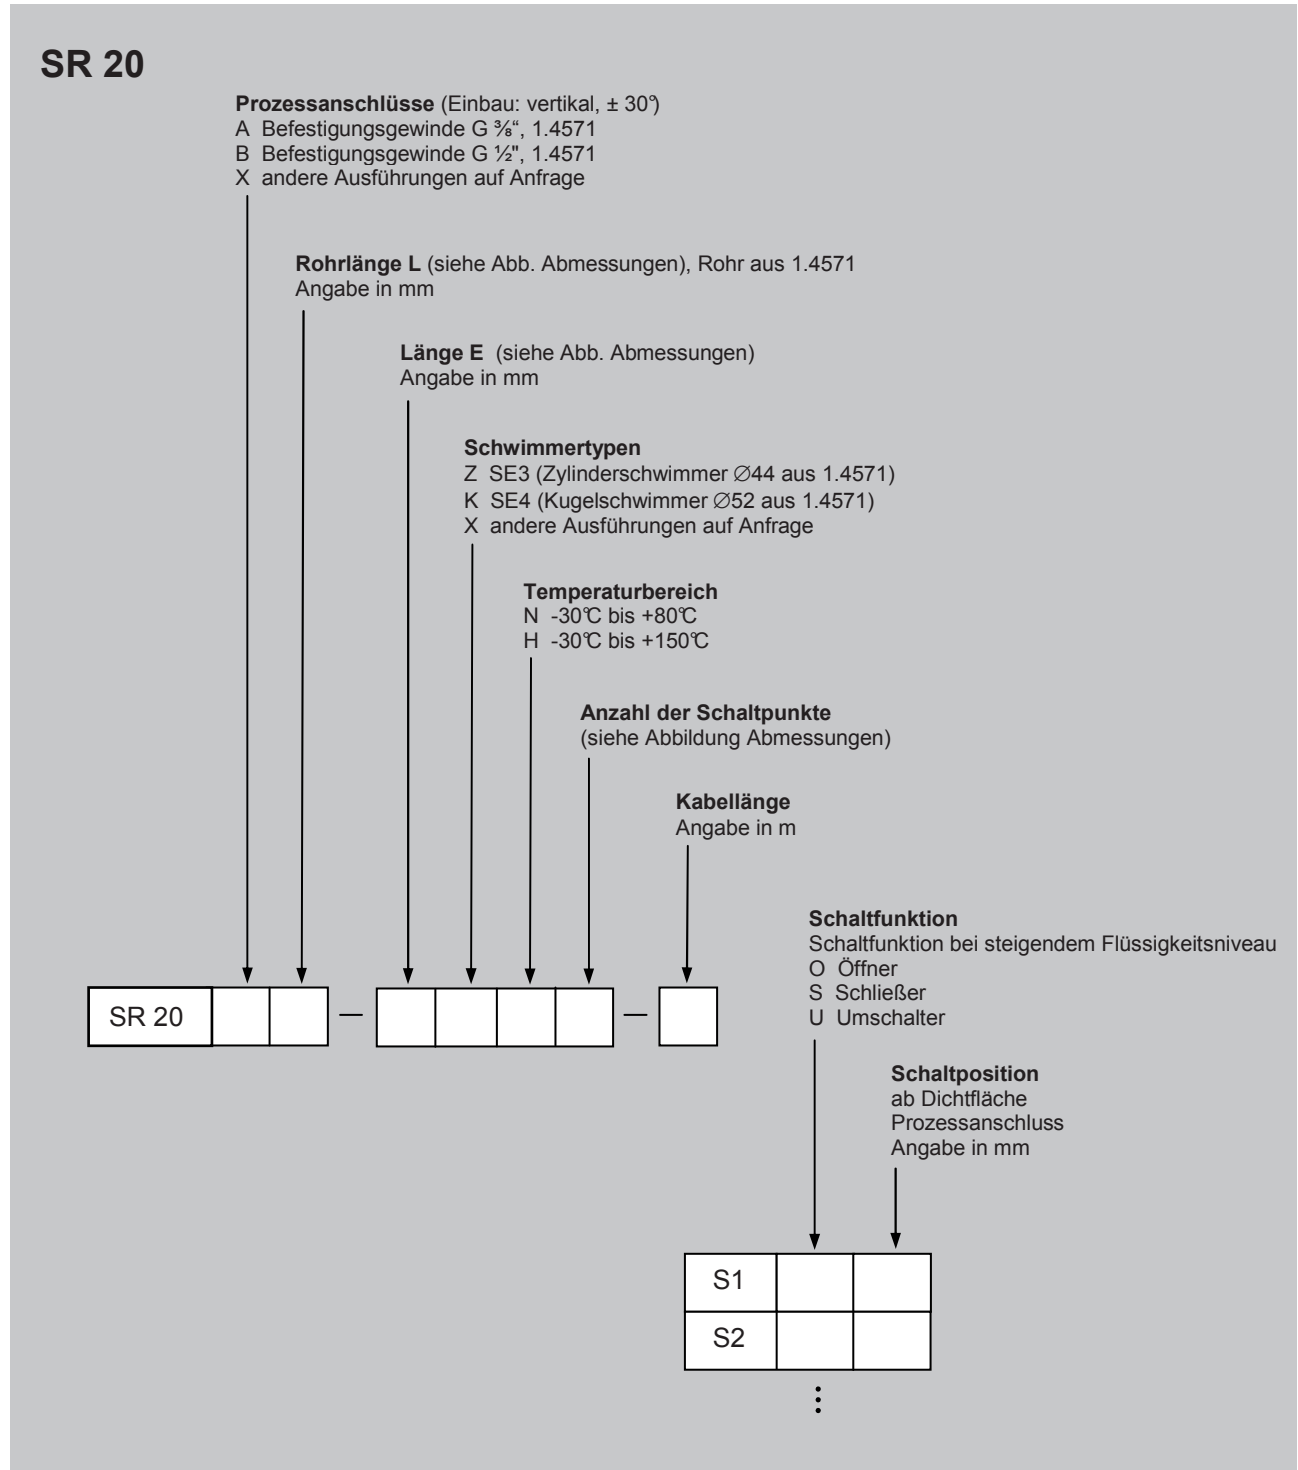 SR 20
Prozessanschlüsse (Einbau: vertikal, ± 30°)
A Befestigungsgewinde G ⅜“, 1.4571
B Befestigungsgewinde G ½", 1.4571
X andere Ausführungen auf Anfrage
Rohrlänge L (siehe Abb. Abmessungen), Rohr aus 1.4571
Angabe in mm
Länge E (siehe Abb. Abmessungen)
Angabe in mm
Schwimmertypen
Z SE3 (Zylinderschwimmer ∅44 aus 1.4571)
K SE4 (Kugelschwimmer ∅52 aus 1.4571)
X andere Ausführungen auf Anfrage
Temperaturbereich
N -30°C bis +80°C
H -30°C bis +150°C
Anzahl der Schaltpunkte
(siehe Abbildung Abmessungen)
Kabellänge
Angabe in m
Schaltfunktion
Schaltfunktion bei steigendem Flüssigkeitsniveau
O Öffner
S Schließer
U Umschalter
SR 20 — —
Schaltposition
ab Dichtfläche
Prozessanschluss
Angabe in mm
S1
S2
⋮